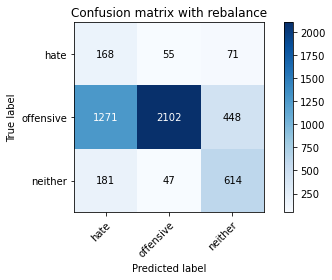 Confusion matrix with rebalance
True label
hate 168 55 71
offensive 1271 2102 448
neither 181 47 614
hate offensive neither
Predicted label
2000
1750
1500
1250
1000
750
500
250